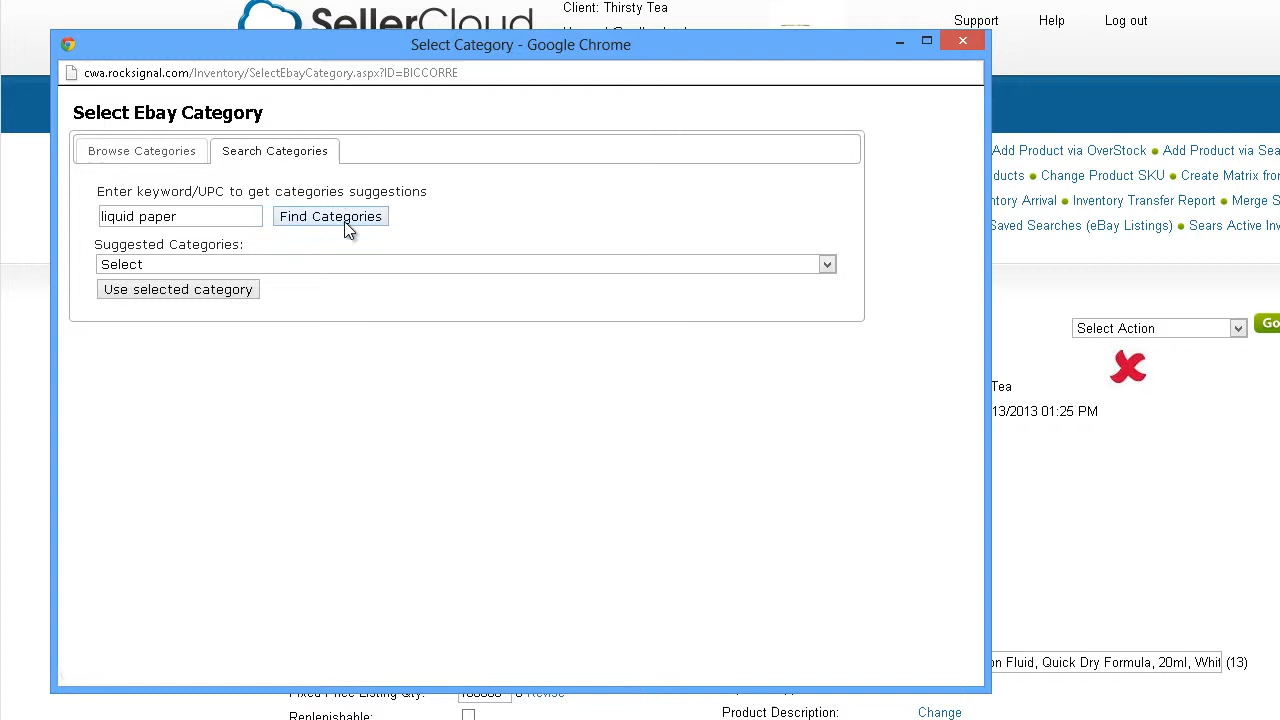 SellerCloud
Client: Thirsty Tea
Support
Help
Log out
Select Category - Google Chrome
cwa.rocksignal.com/Inventory/SelectEbayCategory.aspx?ID=BICCORRE
Select Ebay Category
Browse Categories
Search Categories
Enter keyword/UPC to get categories suggestions
liquid paper
Find Categories
Suggested Categories:
Select
Use selected category
Add Product via OverStock
Add Product via Sea
ducts
Change Product SKU
Create Matrix from
ntory Arrival
Inventory Transfer Report
Merge S
Saved Searches (eBay Listings)
Sears Active Inv
Select Action
Go
Tea
13/2013 01:25 PM
on Fluid, Quick Dry Formula, 20ml, Whit (13)
Fixed Price Listing Qty:
Revise
Replenishable:
Product Description:
Change